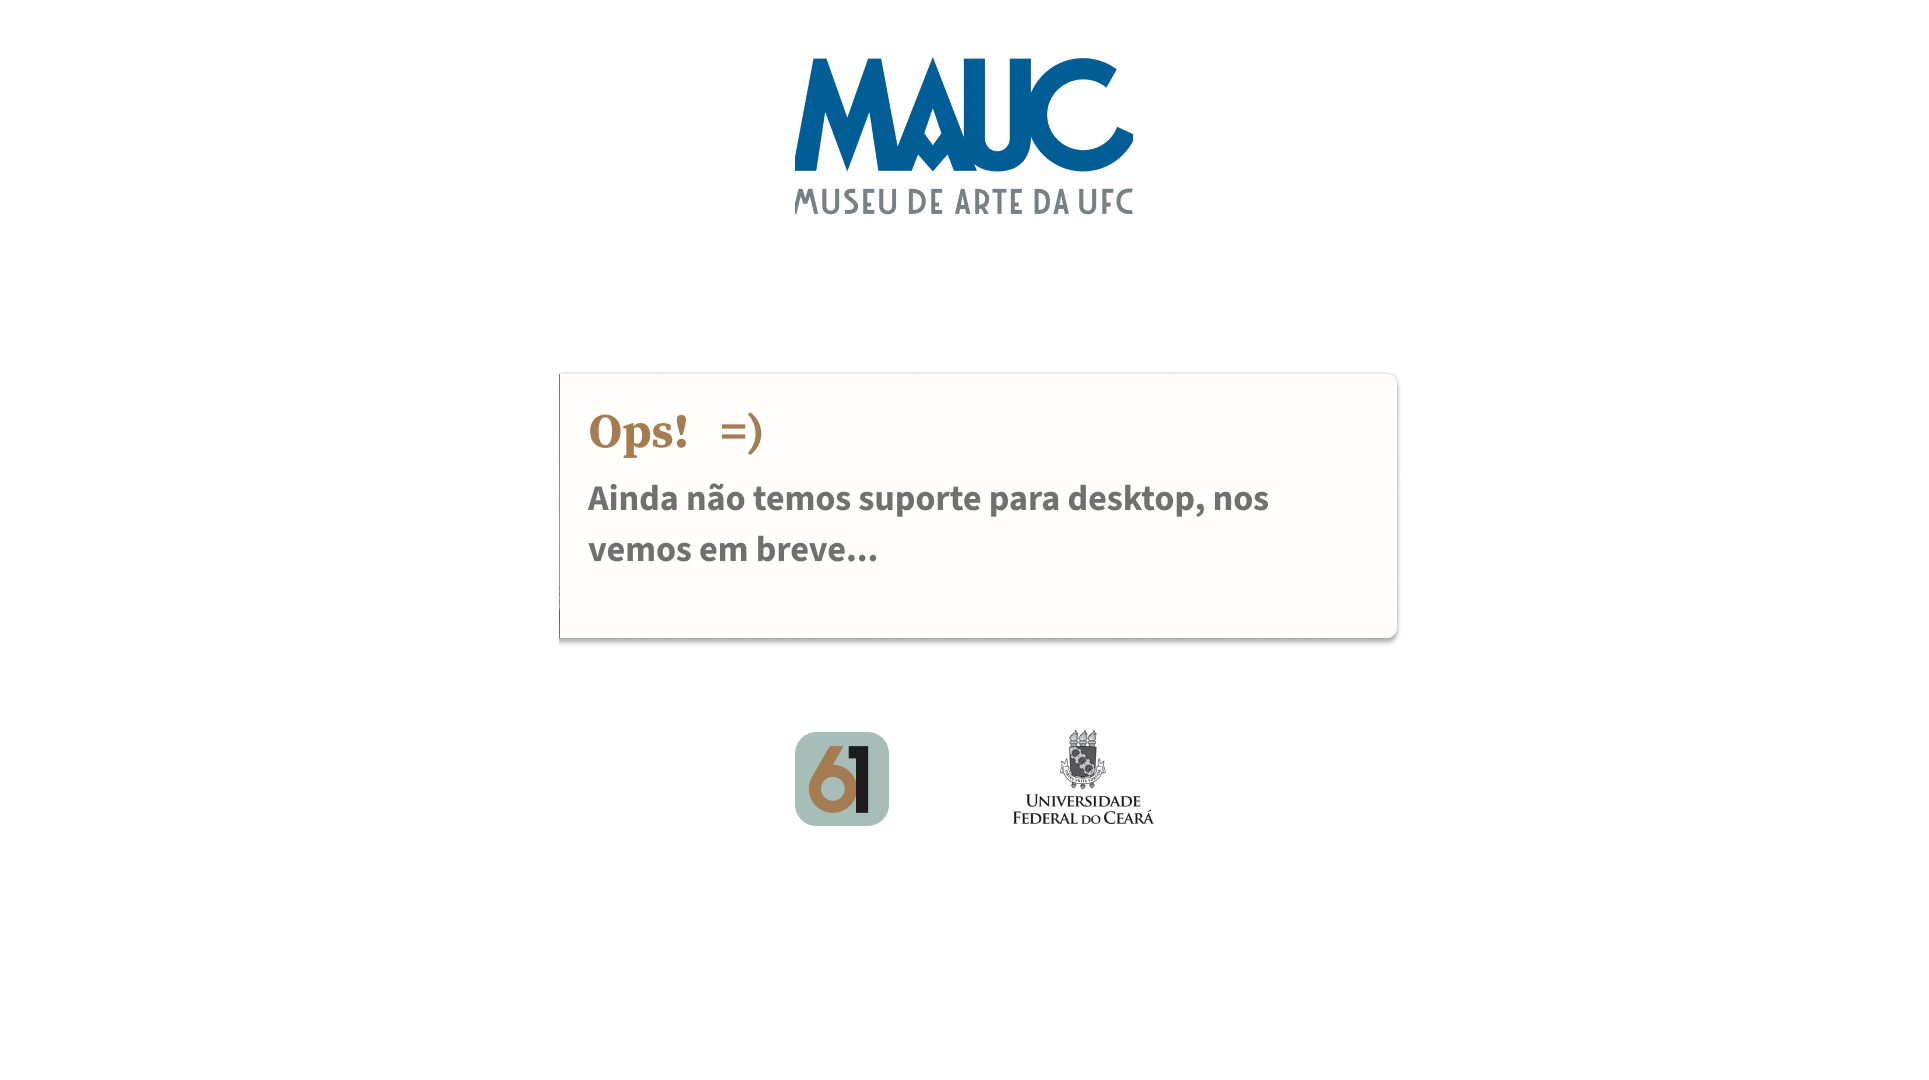 MAUC
MUSEU DE ARTE DA UFC
Ops! =)
Ainda não temos suporte para desktop, nos
vemos em breve...
61
UNIVERSIDADE
FEDERAL DO CEARÁ